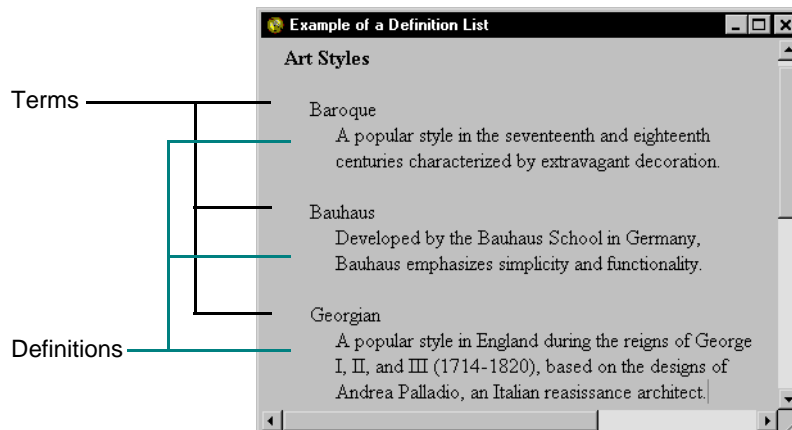 Example of a Definition List
Art Styles
Terms
Baroque
A popular style in the seventeenth and eighteenth
centuries characterized by extravagant decoration.
Bauhaus
Developed by the Bauhaus School in Germany,
Bauhaus emphasizes simplicity and functionality.
Georgian
Definitions
A popular style in England during the reigns of George
I, II, and III (1714-1820), based on the designs of
Andrea Palladio, an Italian reasissance architect.